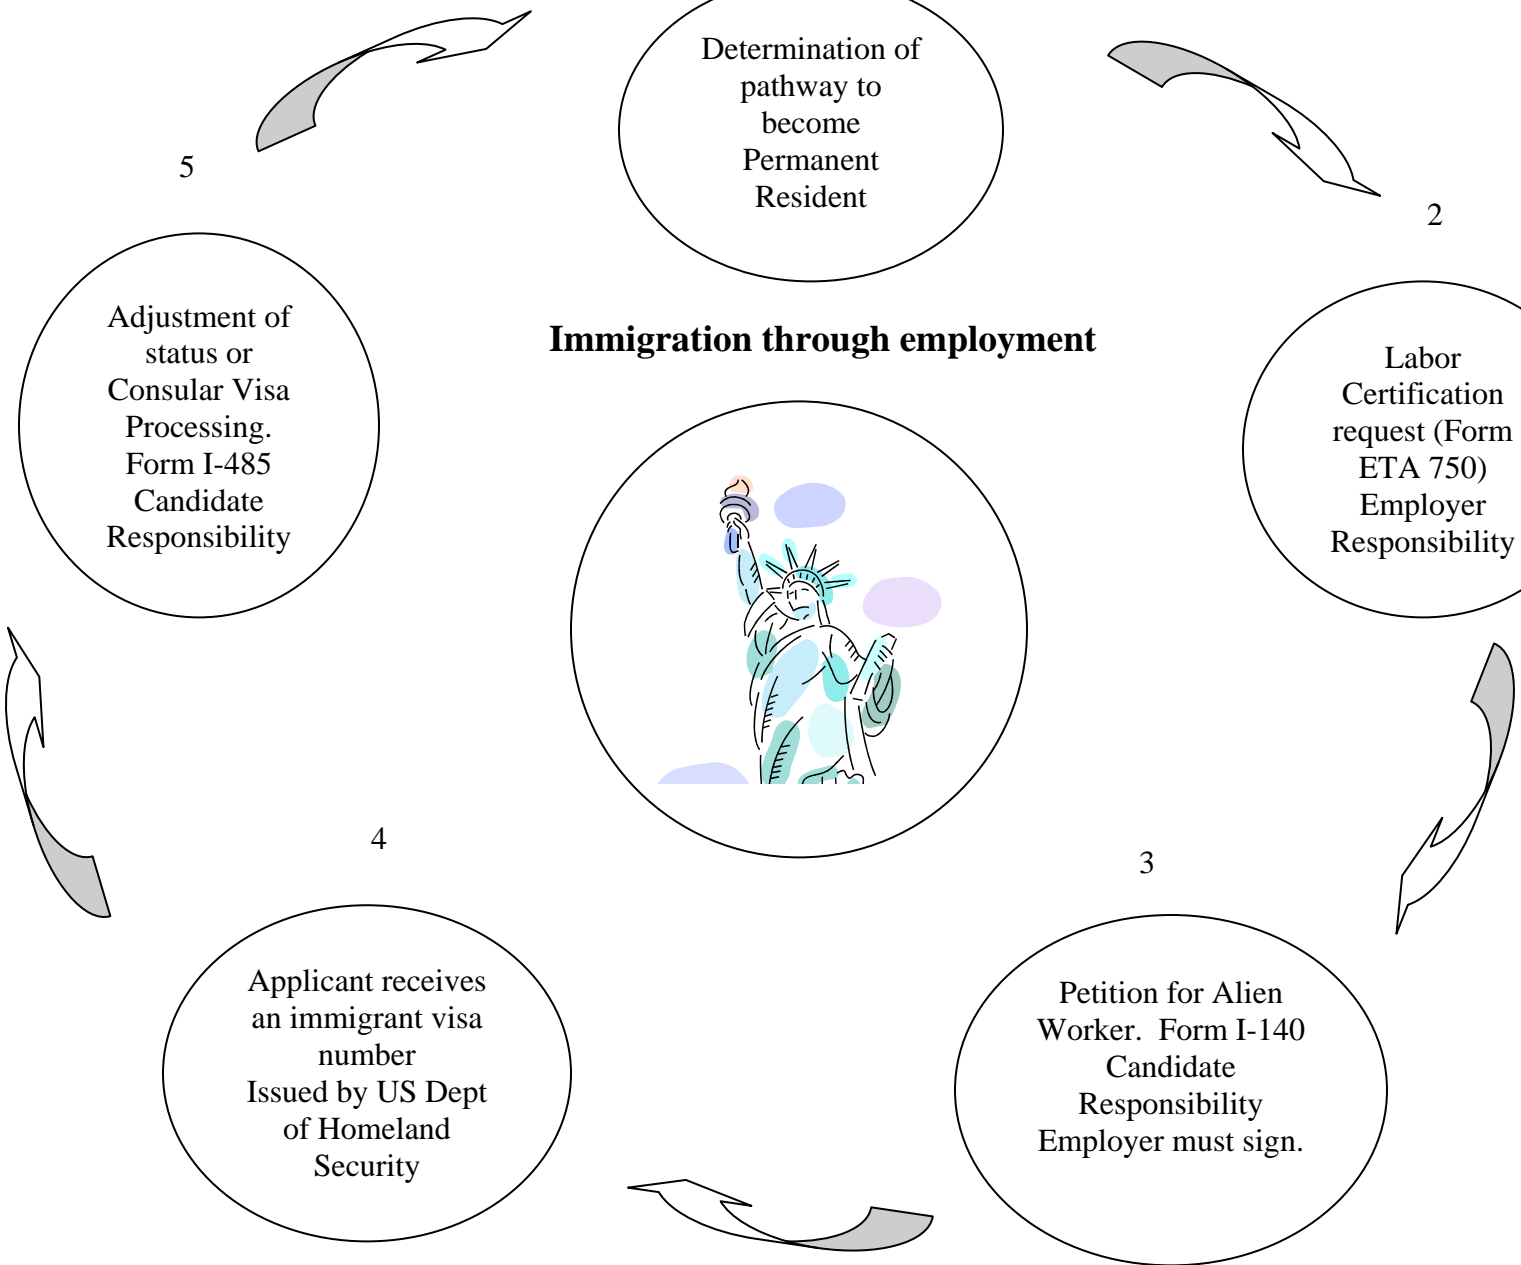 Determination of
pathway to
become
Permanent
Resident
2
Labor
Certification
request (Form
ETA 750)
Employer
Responsibility
3
Petition for Alien
Worker.  Form I-140
Candidate
Responsibility
Employer must sign.
4
Applicant receives
an immigrant visa
number
Issued by US Dept
of Homeland
Security
5
Adjustment of
status or
Consular Visa
Processing.
Form I-485
Candidate
Responsibility
Immigration through employment